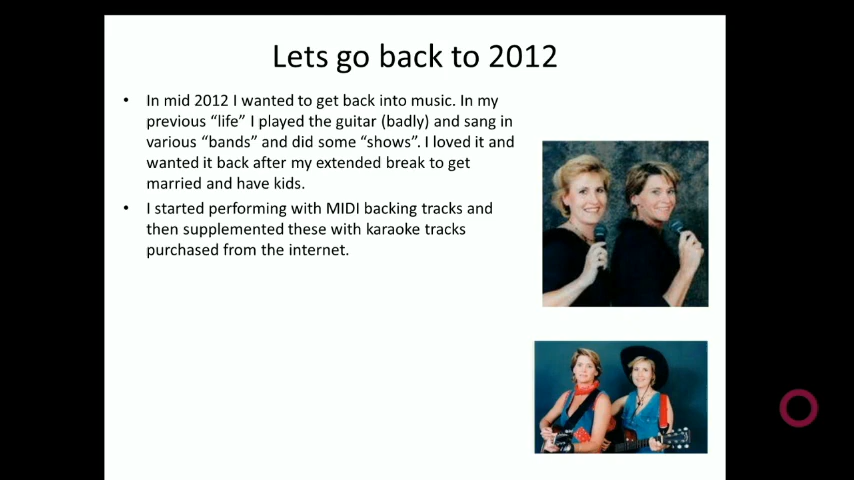 Lets go back to 2012
• In mid 2012 I wanted to get back into music. In my
previous “life” I played the guitar (badly) and sang in
various “bands” and did some “shows”. I loved it and
wanted it back after my extended break to get
married and have kids.
• I started performing with MIDI backing tracks and
then supplemented these with karaoke tracks
purchased from the internet.